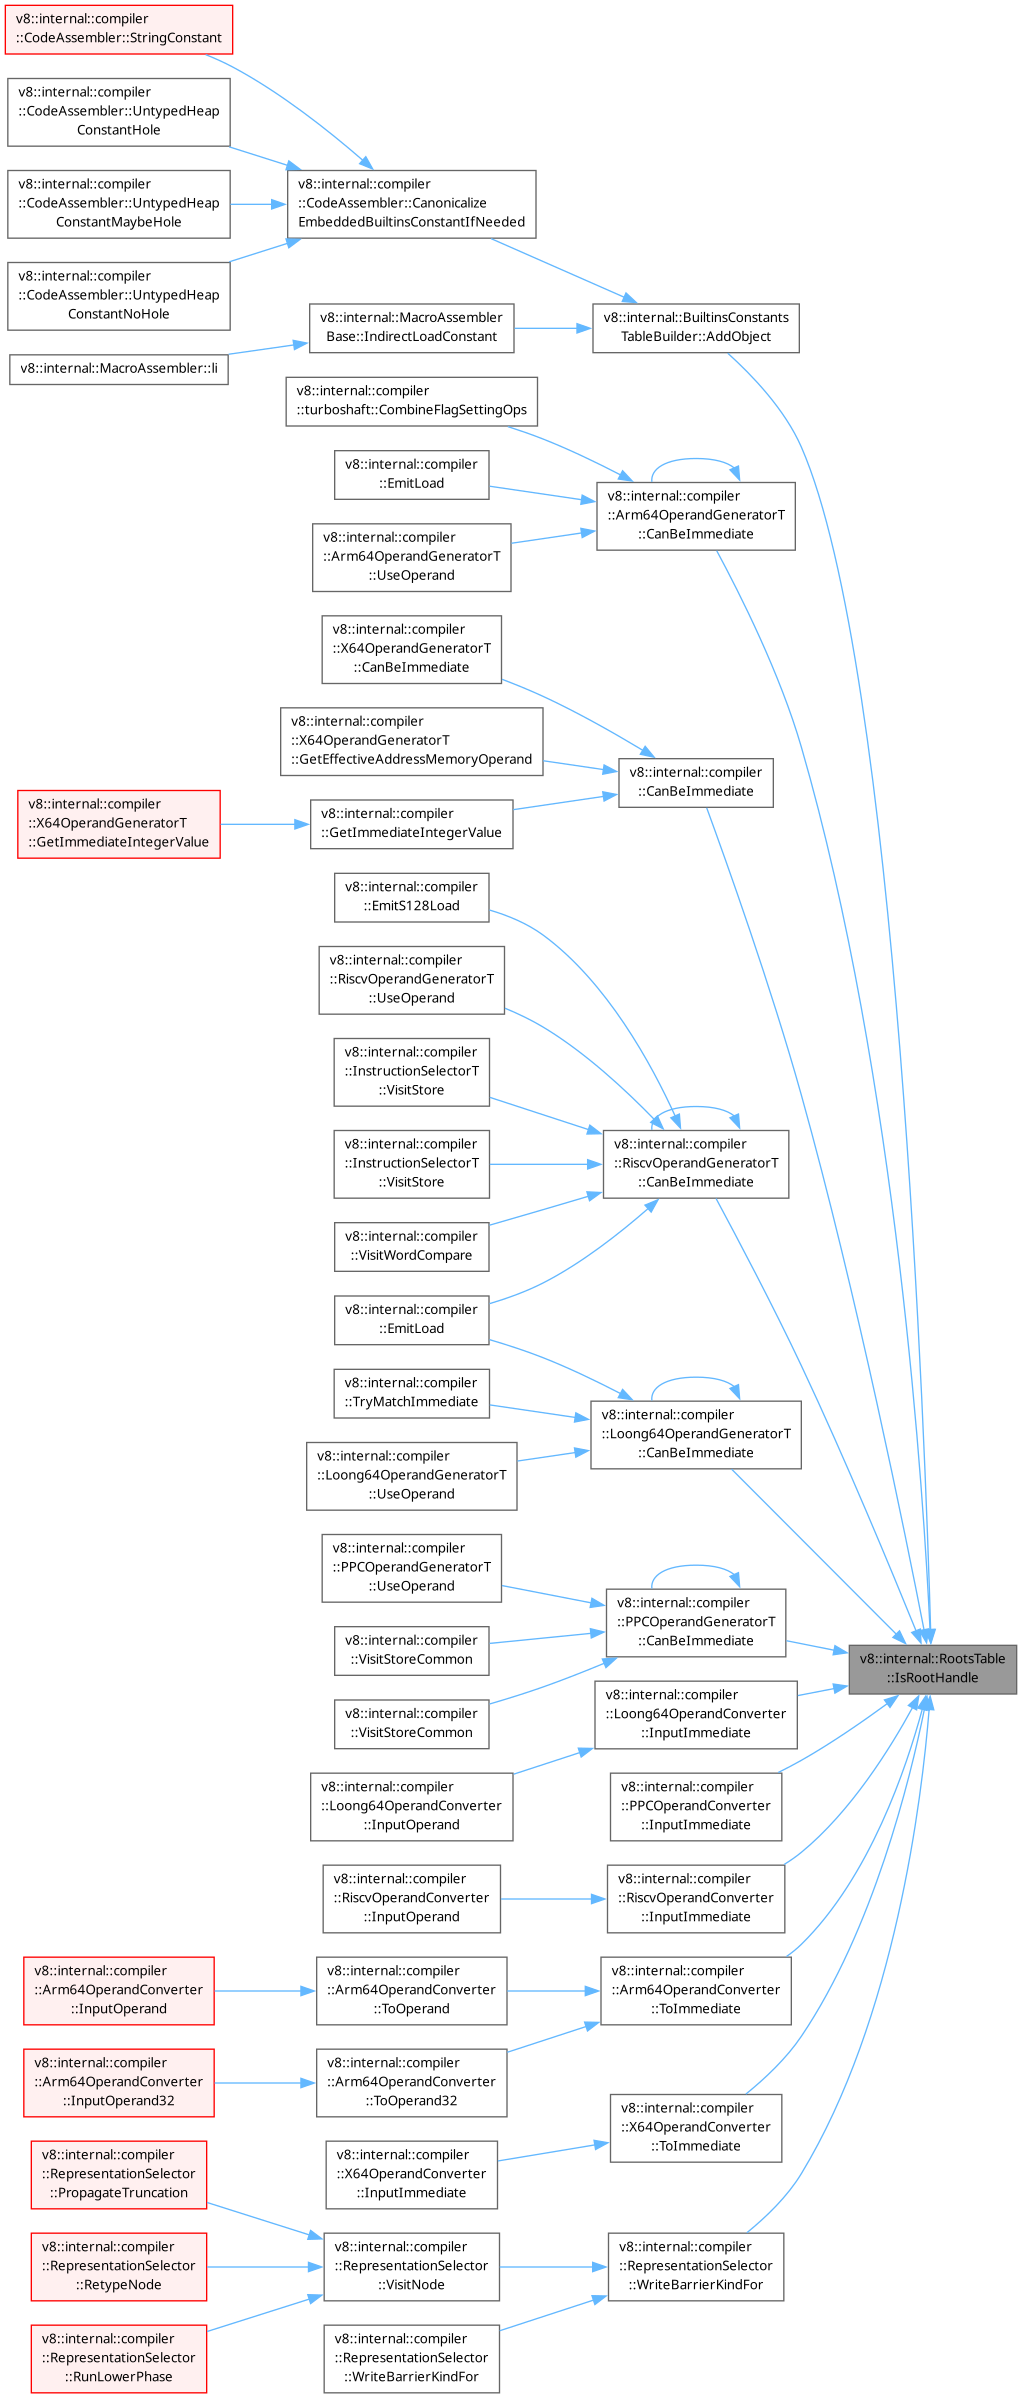 v8::internal::compiler
::CodeAssembler::StringConstant
v8::internal::compiler
::CodeAssembler::UntypedHeap
ConstantHole
v8::internal::compiler
::CodeAssembler::UntypedHeap
ConstantMaybeHole
v8::internal::compiler
::CodeAssembler::Canonicalize
EmbeddedBuiltinsConstantIfNeeded
v8::internal::compiler
::CodeAssembler::UntypedHeap
ConstantNoHole
v8::internal::MacroAssembler
Base::IndirectLoadConstant
v8::internal::BuiltinsConstants
TableBuilder::AddObject
v8::internal::MacroAssembler::li
v8::internal::compiler
::turboshaft::CombineFlagSettingOps
v8::internal::compiler
::EmitLoad
v8::internal::compiler
::Arm64OperandGeneratorT
::CanBeImmediate
v8::internal::compiler
::Arm64OperandGeneratorT
::UseOperand
v8::internal::compiler
::X64OperandGeneratorT
::CanBeImmediate
v8::internal::compiler
::X64OperandGeneratorT
::GetEffectiveAddressMemoryOperand
v8::internal::compiler
::CanBeImmediate
v8::internal::compiler
::X64OperandGeneratorT
::GetImmediateIntegerValue
v8::internal::compiler
::GetImmediateIntegerValue
v8::internal::compiler
::EmitS128Load
v8::internal::compiler
::RiscvOperandGeneratorT
::UseOperand
v8::internal::compiler
::InstructionSelectorT
::VisitStore
v8::internal::compiler
::InstructionSelectorT
::VisitStore
v8::internal::compiler
::RiscvOperandGeneratorT
::CanBeImmediate
v8::internal::compiler
::VisitWordCompare
v8::internal::compiler
::EmitLoad
v8::internal::compiler
::TryMatchImmediate
v8::internal::compiler
::Loong64OperandGeneratorT
::CanBeImmediate
v8::internal::compiler
::Loong64OperandGeneratorT
::UseOperand
v8::internal::compiler
::PPCOperandGeneratorT
::UseOperand
v8::internal::compiler
::PPCOperandGeneratorT
::CanBeImmediate
v8::internal::compiler
::VisitStoreCommon
v8::internal::RootsTable
::IsRootHandle
v8::internal::compiler
::VisitStoreCommon
v8::internal::compiler
::Loong64OperandConverter
::InputImmediate
v8::internal::compiler
::Loong64OperandConverter
::InputOperand
v8::internal::compiler
::PPCOperandConverter
::InputImmediate
v8::internal::compiler
::RiscvOperandConverter
::InputOperand
v8::internal::compiler
::RiscvOperandConverter
::InputImmediate
v8::internal::compiler
::Arm64OperandConverter
::InputOperand
v8::internal::compiler
::Arm64OperandConverter
::ToOperand
v8::internal::compiler
::Arm64OperandConverter
::ToImmediate
v8::internal::compiler
::Arm64OperandConverter
::InputOperand32
v8::internal::compiler
::Arm64OperandConverter
::ToOperand32
v8::internal::compiler
::X64OperandConverter
::ToImmediate
v8::internal::compiler
::RepresentationSelector
::PropagateTruncation
v8::internal::compiler
::X64OperandConverter
::InputImmediate
v8::internal::compiler
::RepresentationSelector
::RetypeNode
v8::internal::compiler
::RepresentationSelector
::VisitNode
v8::internal::compiler
::RepresentationSelector
::WriteBarrierKindFor
v8::internal::compiler
::RepresentationSelector
::RunLowerPhase
v8::internal::compiler
::RepresentationSelector
::WriteBarrierKindFor